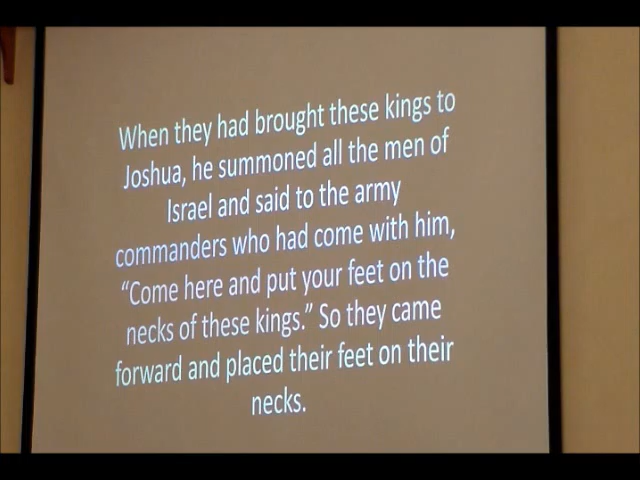 When they had brought these kings to
Joshua, he summoned all the men of
Israel and said to the army
commanders who had come with him,
“Come here and put your feet on the
necks of these kings.” So they came
forward and placed their feet on their
necks.